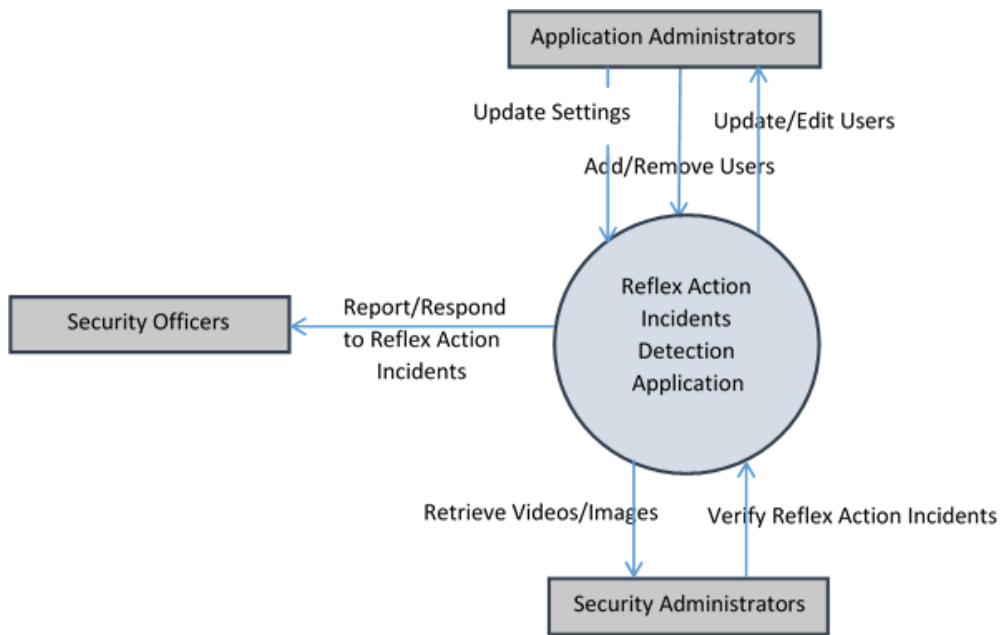 Application Administrators
Update Settings
Update/Edit Users
Add/Remove Users
Reflex Action
Incidents
Detection
Application
Security Officers
Report/Respond
to Reflex Action
Incidents
Retrieve Videos/Images
Verify Reflex Action Incidents
Security Administrators